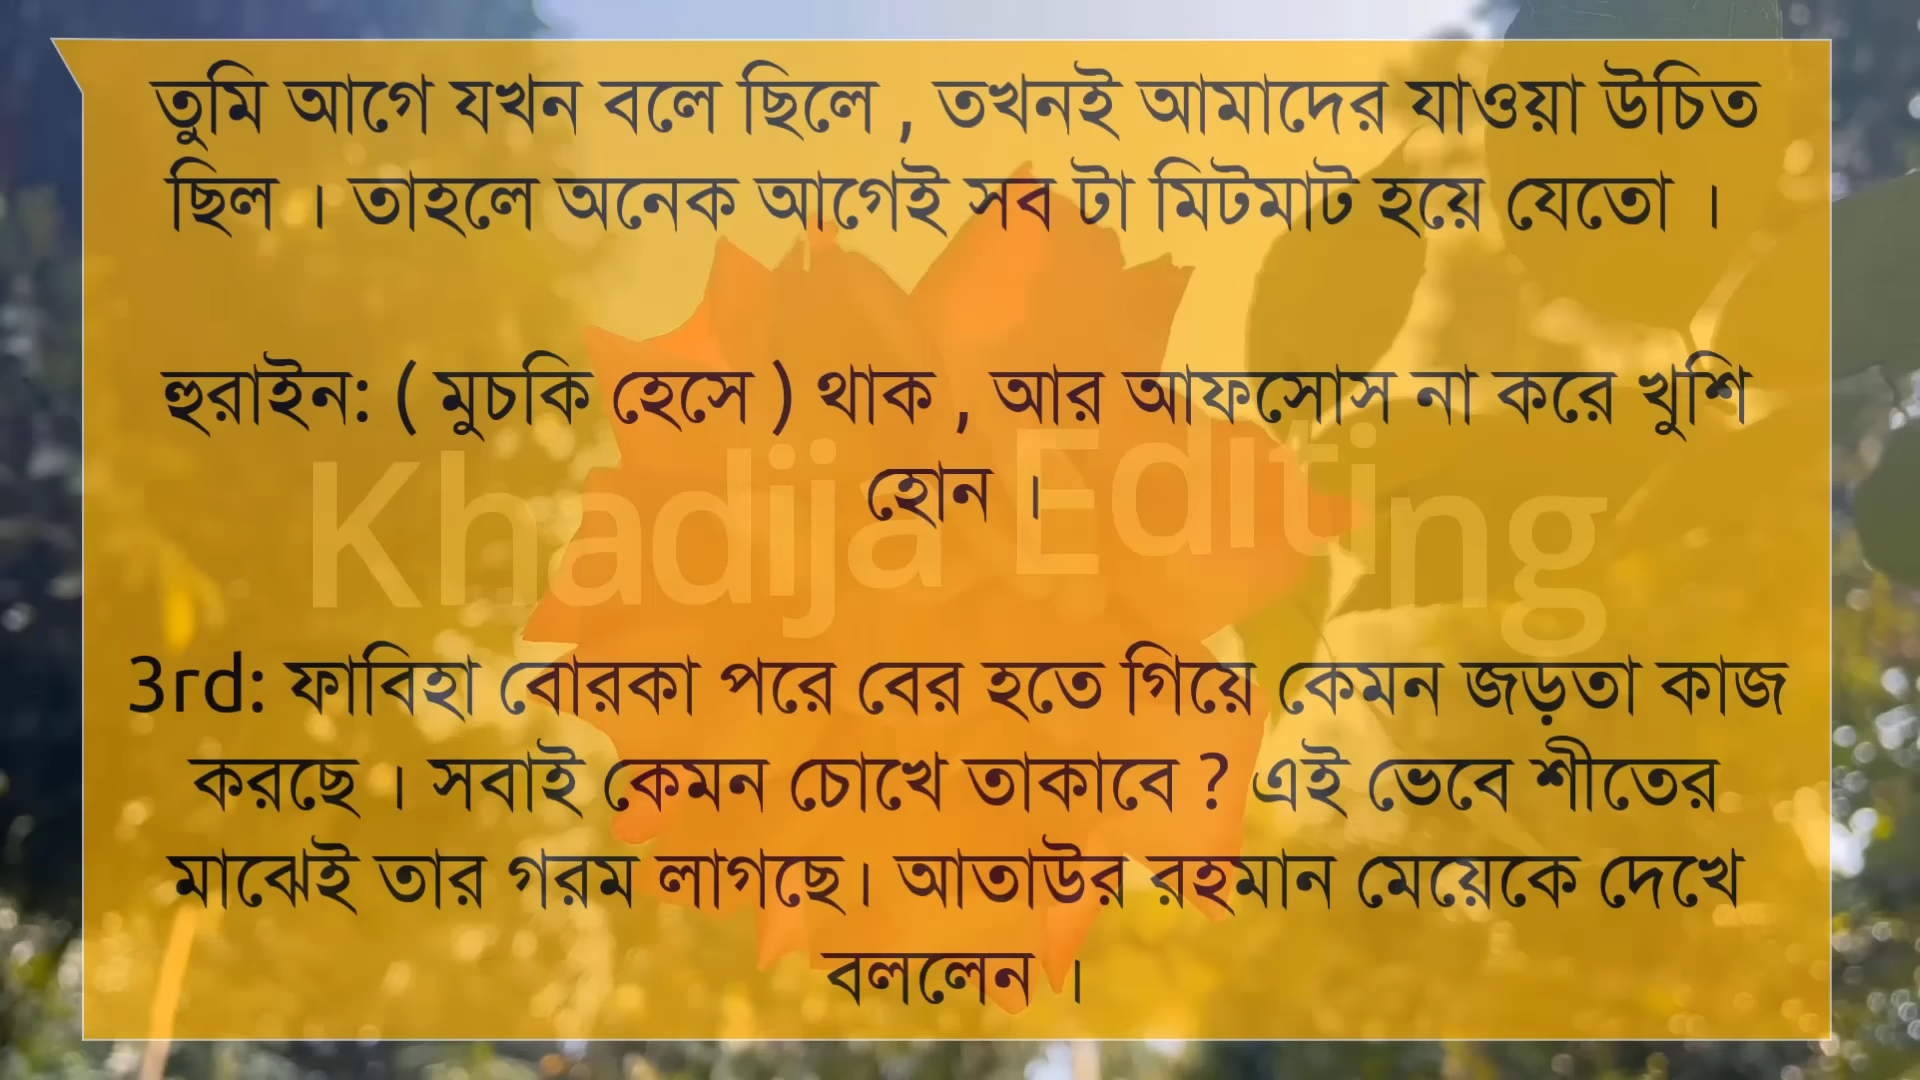 তুমি আগে যখন বলে ছিলে , তখনই আমাদের যাওয়া উচিত
ছিল । তাহলে অনেক আগেই সব টা মিটমাট হয়ে যেতো ।
হুরাইন: ( মুচকি হেসে ) থাক , আর আফসোস না করে খুশি
হোন ।
Khadija Editing
3rd: ফাবিহা বোরকা পরে বের হতে গিয়ে কেমন জড়তা কাজ
করছে । সবাই কেমন চোখে তাকাবে ? এই ভেবে শীতের
মাঝেই তার গরম লাগছে। আতাউর রহমান মেয়েকে দেখে
বললেন ।